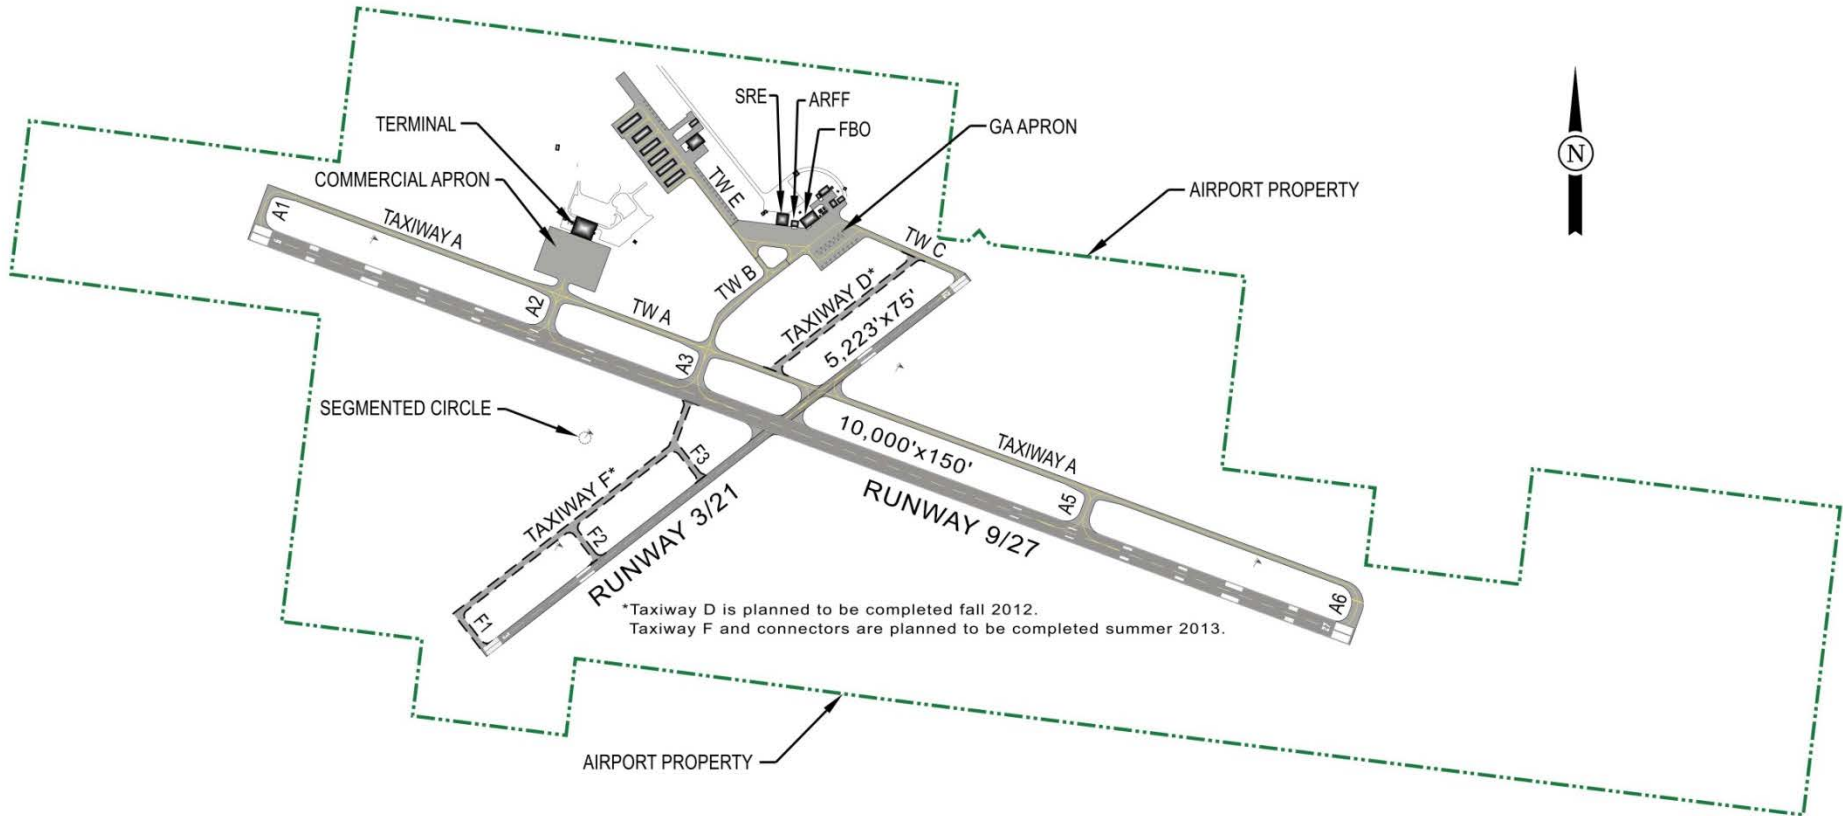 SRE
ARFF
FBO
GA APRON
TERMINAL
COMMERCIAL APRON
AIRPORT PROPERTY
N
TW E
A1
TAXIWAY A
TW C
TW B
TAXIWAY D*
5,223'x75'
A2
TW A
A3
SEGMENTED CIRCLE
10,000'x150'
TAXIWAY A
F3
TAXIWAY F*
RUNWAY 3/21
RUNWAY 9/27
A5
F2
F1
A6
27
*Taxiway D is planned to be completed fall 2012.
Taxiway F and connectors are planned to be completed summer 2013.
AIRPORT PROPERTY